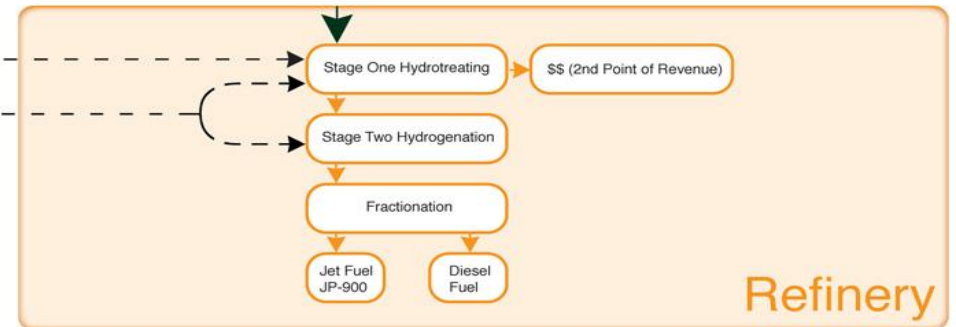 Stage One Hydrotreating
$$ (2nd Point of Revenue)
Stage Two Hydrogenation
Fractionation
Jet Fuel
JP-900
Diesel
Fuel
Refinery